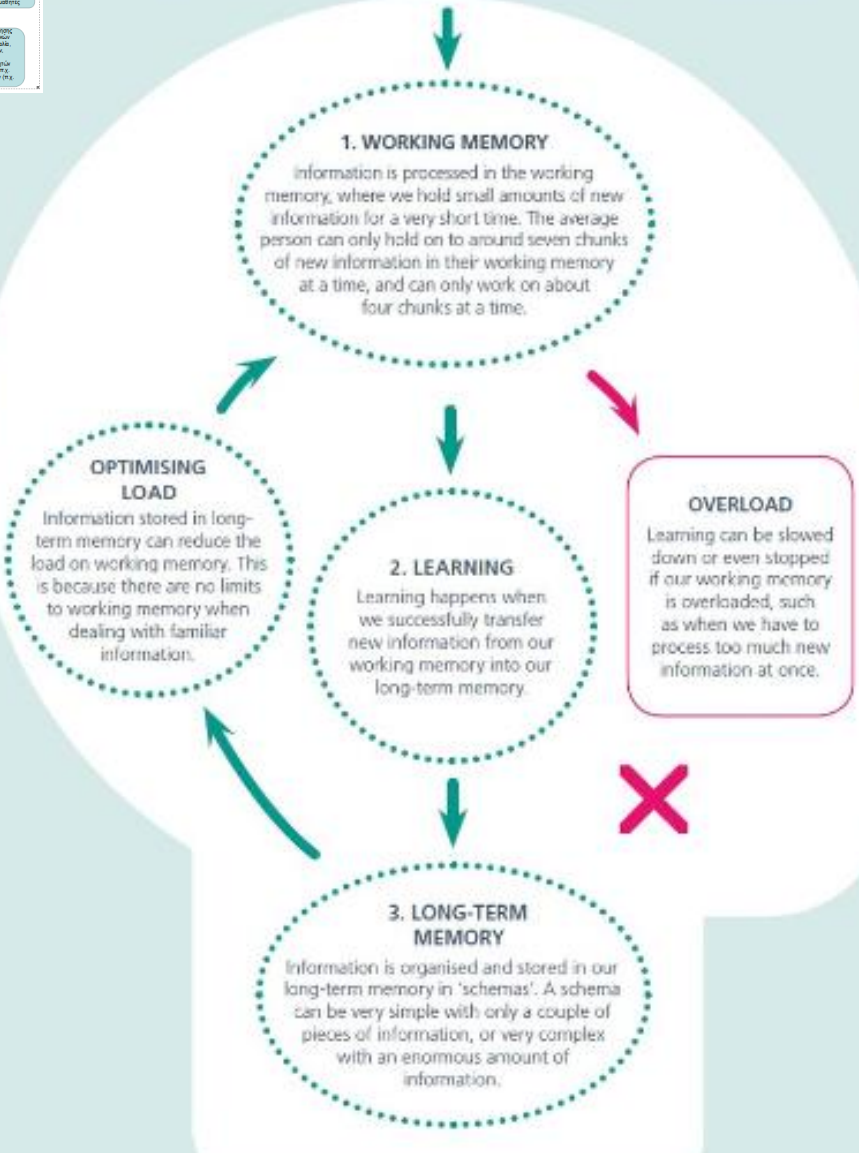 μαθητές
1. WORKING MEMORY
Information is processed in the working
memory, where we hold small amounts of new
information for a very short time. The average
person can only hold on to around seven chunks
of new information in their working memory
at a time, and can only work on about
four chunks at a time.
OPTIMISING
LOAD
Information stored in long-
term memory can reduce the
load on working memory. This
is because there are no limits
to working memory when
dealing with familiar
information.
2. LEARNING
Learning happens when
we successfully transfer
new information from our
working memory into our
long-term memory.
OVERLOAD
Learning can be slowed
down or even stopped
if our working memory
is overloaded, such
as when we have to
process too much new
information at once.
3. LONG-TERM
MEMORY
Information is organised and stored in our
long-term memory in 'schemas'. A schema
can be very simple with only a couple of
pieces of information, or very complex
with an enormous amount of
information.